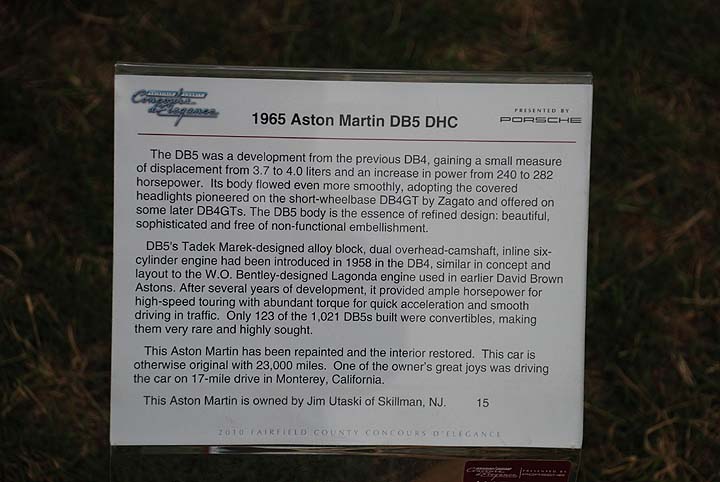 FAIRFIELD COUNTY
Concours
d'Elegance
1965 Aston Martin DB5 DHC
PRESENTED BY
PORSCHE
The DB5 was a development from the previous DB4, gaining a small measure
of displacement from 3.7 to 4.0 liters and an increase in power from 240 to 282
horsepower. Its body flowed even more smoothly, adopting the covered
headlights pioneered on the short-wheelbase DB4GT by Zagato and offered on
some later DB4GTs. The DB5 body is the essence of refined design: beautiful,
sophisticated and free of non-functional embellishment.
DB5's Tadek Marek-designed alloy block, dual overhead-camshaft, inline six-
cylinder engine had been introduced in 1958 in the DB4, similar in concept and
layout to the W.O. Bentley-designed Lagonda engine used in earlier David Brown
Astons. After several years of development, it provided ample horsepower for
high-speed touring with abundant torque for quick acceleration and smooth
driving in traffic. Only 123 of the 1,021 DB5s built were convertibles, making
them very rare and highly sought.
This Aston Martin has been repainted and the interior restored. This car is
otherwise original with 23,000 miles. One of the owner's great joys was driving
the car on 17-mile drive in Monterey, California.
This Aston Martin is owned by Jim Utaski of Skillman, NJ. 15
2010 FAIRFIELD COUNTY CONCOURS D'ELEGANCE
Concours
d'Elegance
PRESENTED BY